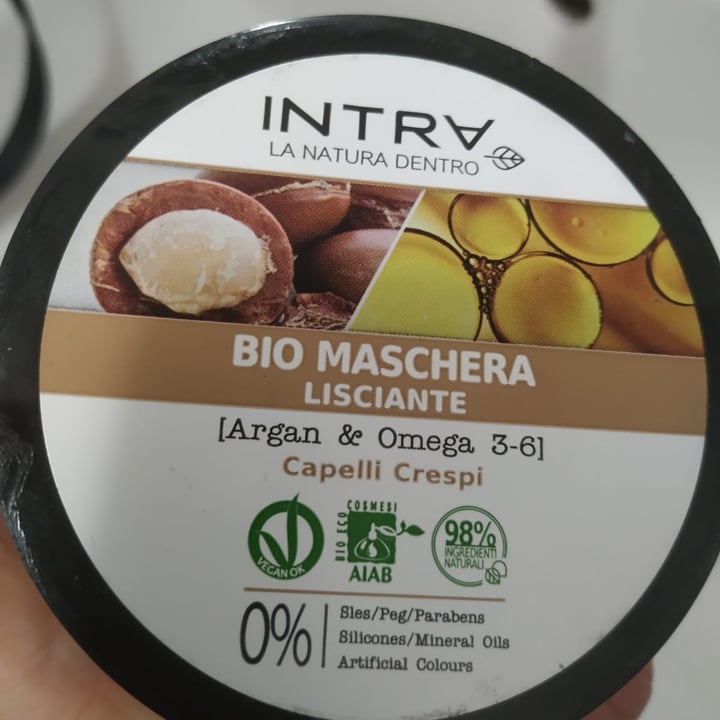 INTRA
LA NATURA DENTRO
BIO MASCHERA
LISCIANTE
[Argan & Omega 3-6]
Capelli Crespi
VEGAN OK
BIO ECO COSMESI
AIAB
98%
INGREDIENTI
NATURALI
0%
Sles/Peg/Parabens
Silicones/Mineral Oils
Artificial Colours